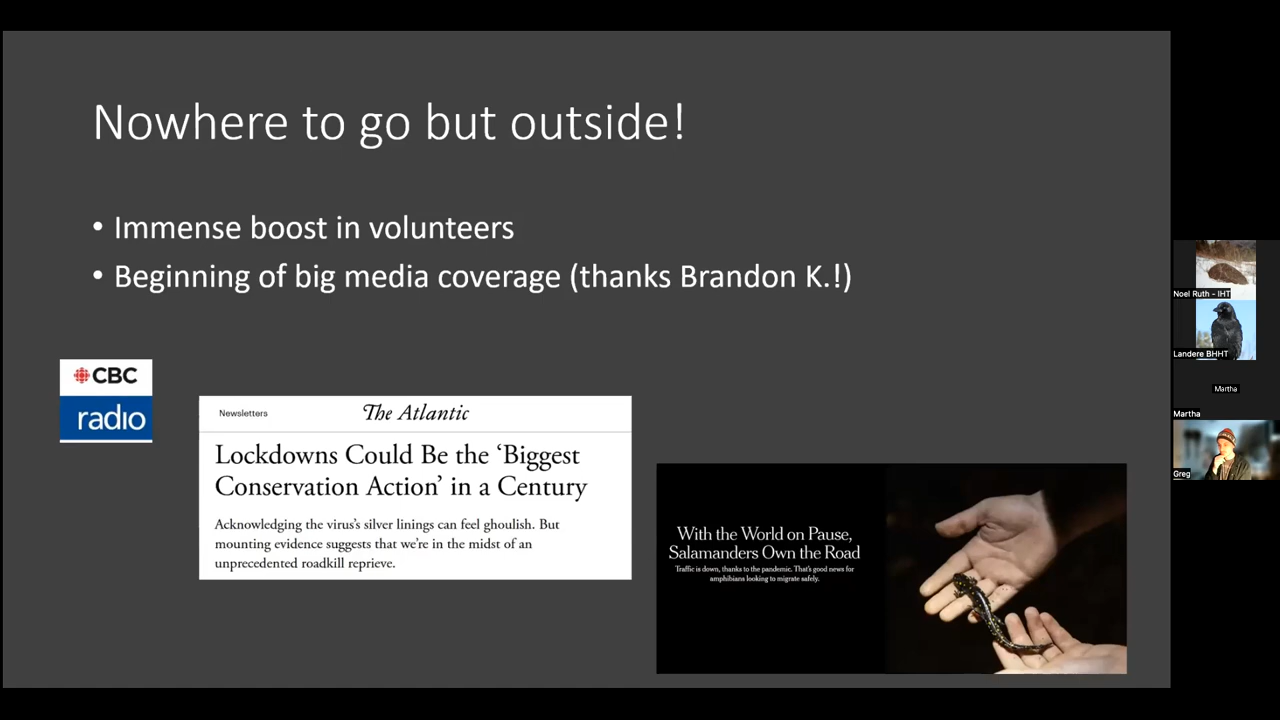 Nowhere to go but outside!
• Immense boost in volunteers
• Beginning of big media coverage (thanks Brandon K.!)
CBC
radio
Newsletters
The Atlantic
Lockdowns Could Be the ‘Biggest
Conservation Action’ in a Century
Acknowledging the virus’s silver linings can feel ghoulish. But
mounting evidence suggests that we’re in the midst of an
unprecedented roadkill reprieve.
With the World on Pause,
Salamanders Own the Road
Traffic is down, thanks to the pandemic. That’s good news for
amphibians looking to migrate safely.
Noel Ruth - IHT
Landere BHHT
Martha
Martha
Greg